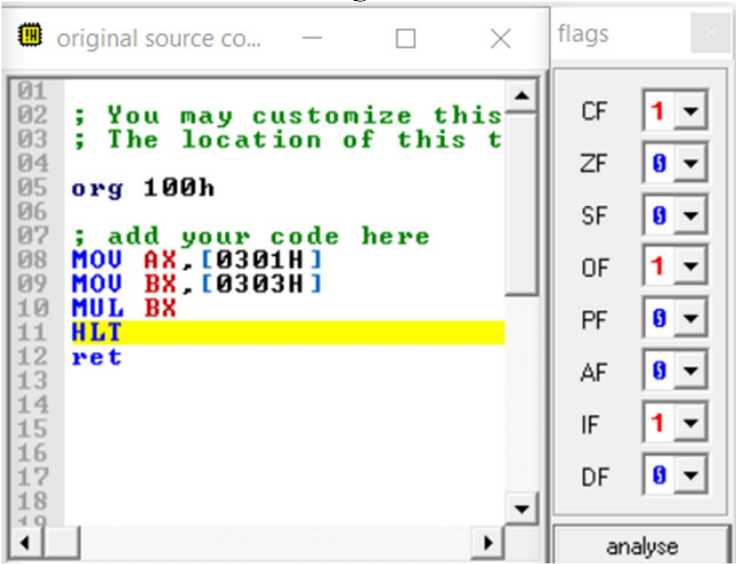 original source co...
01
02 ; You may customize this
03 ; The location of this t
04
05 org 100h
06
07 ; add your code here
08 MOV AX,[0301H]
09 MOV BX,[0303H]
10 MUL BX
11 HLT
12 ret
13
14
15
16
17
18
19
flags
CF 1
ZF 0
SF 0
OF 1
PF 0
AF 0
IF 1
DF 0
analyse